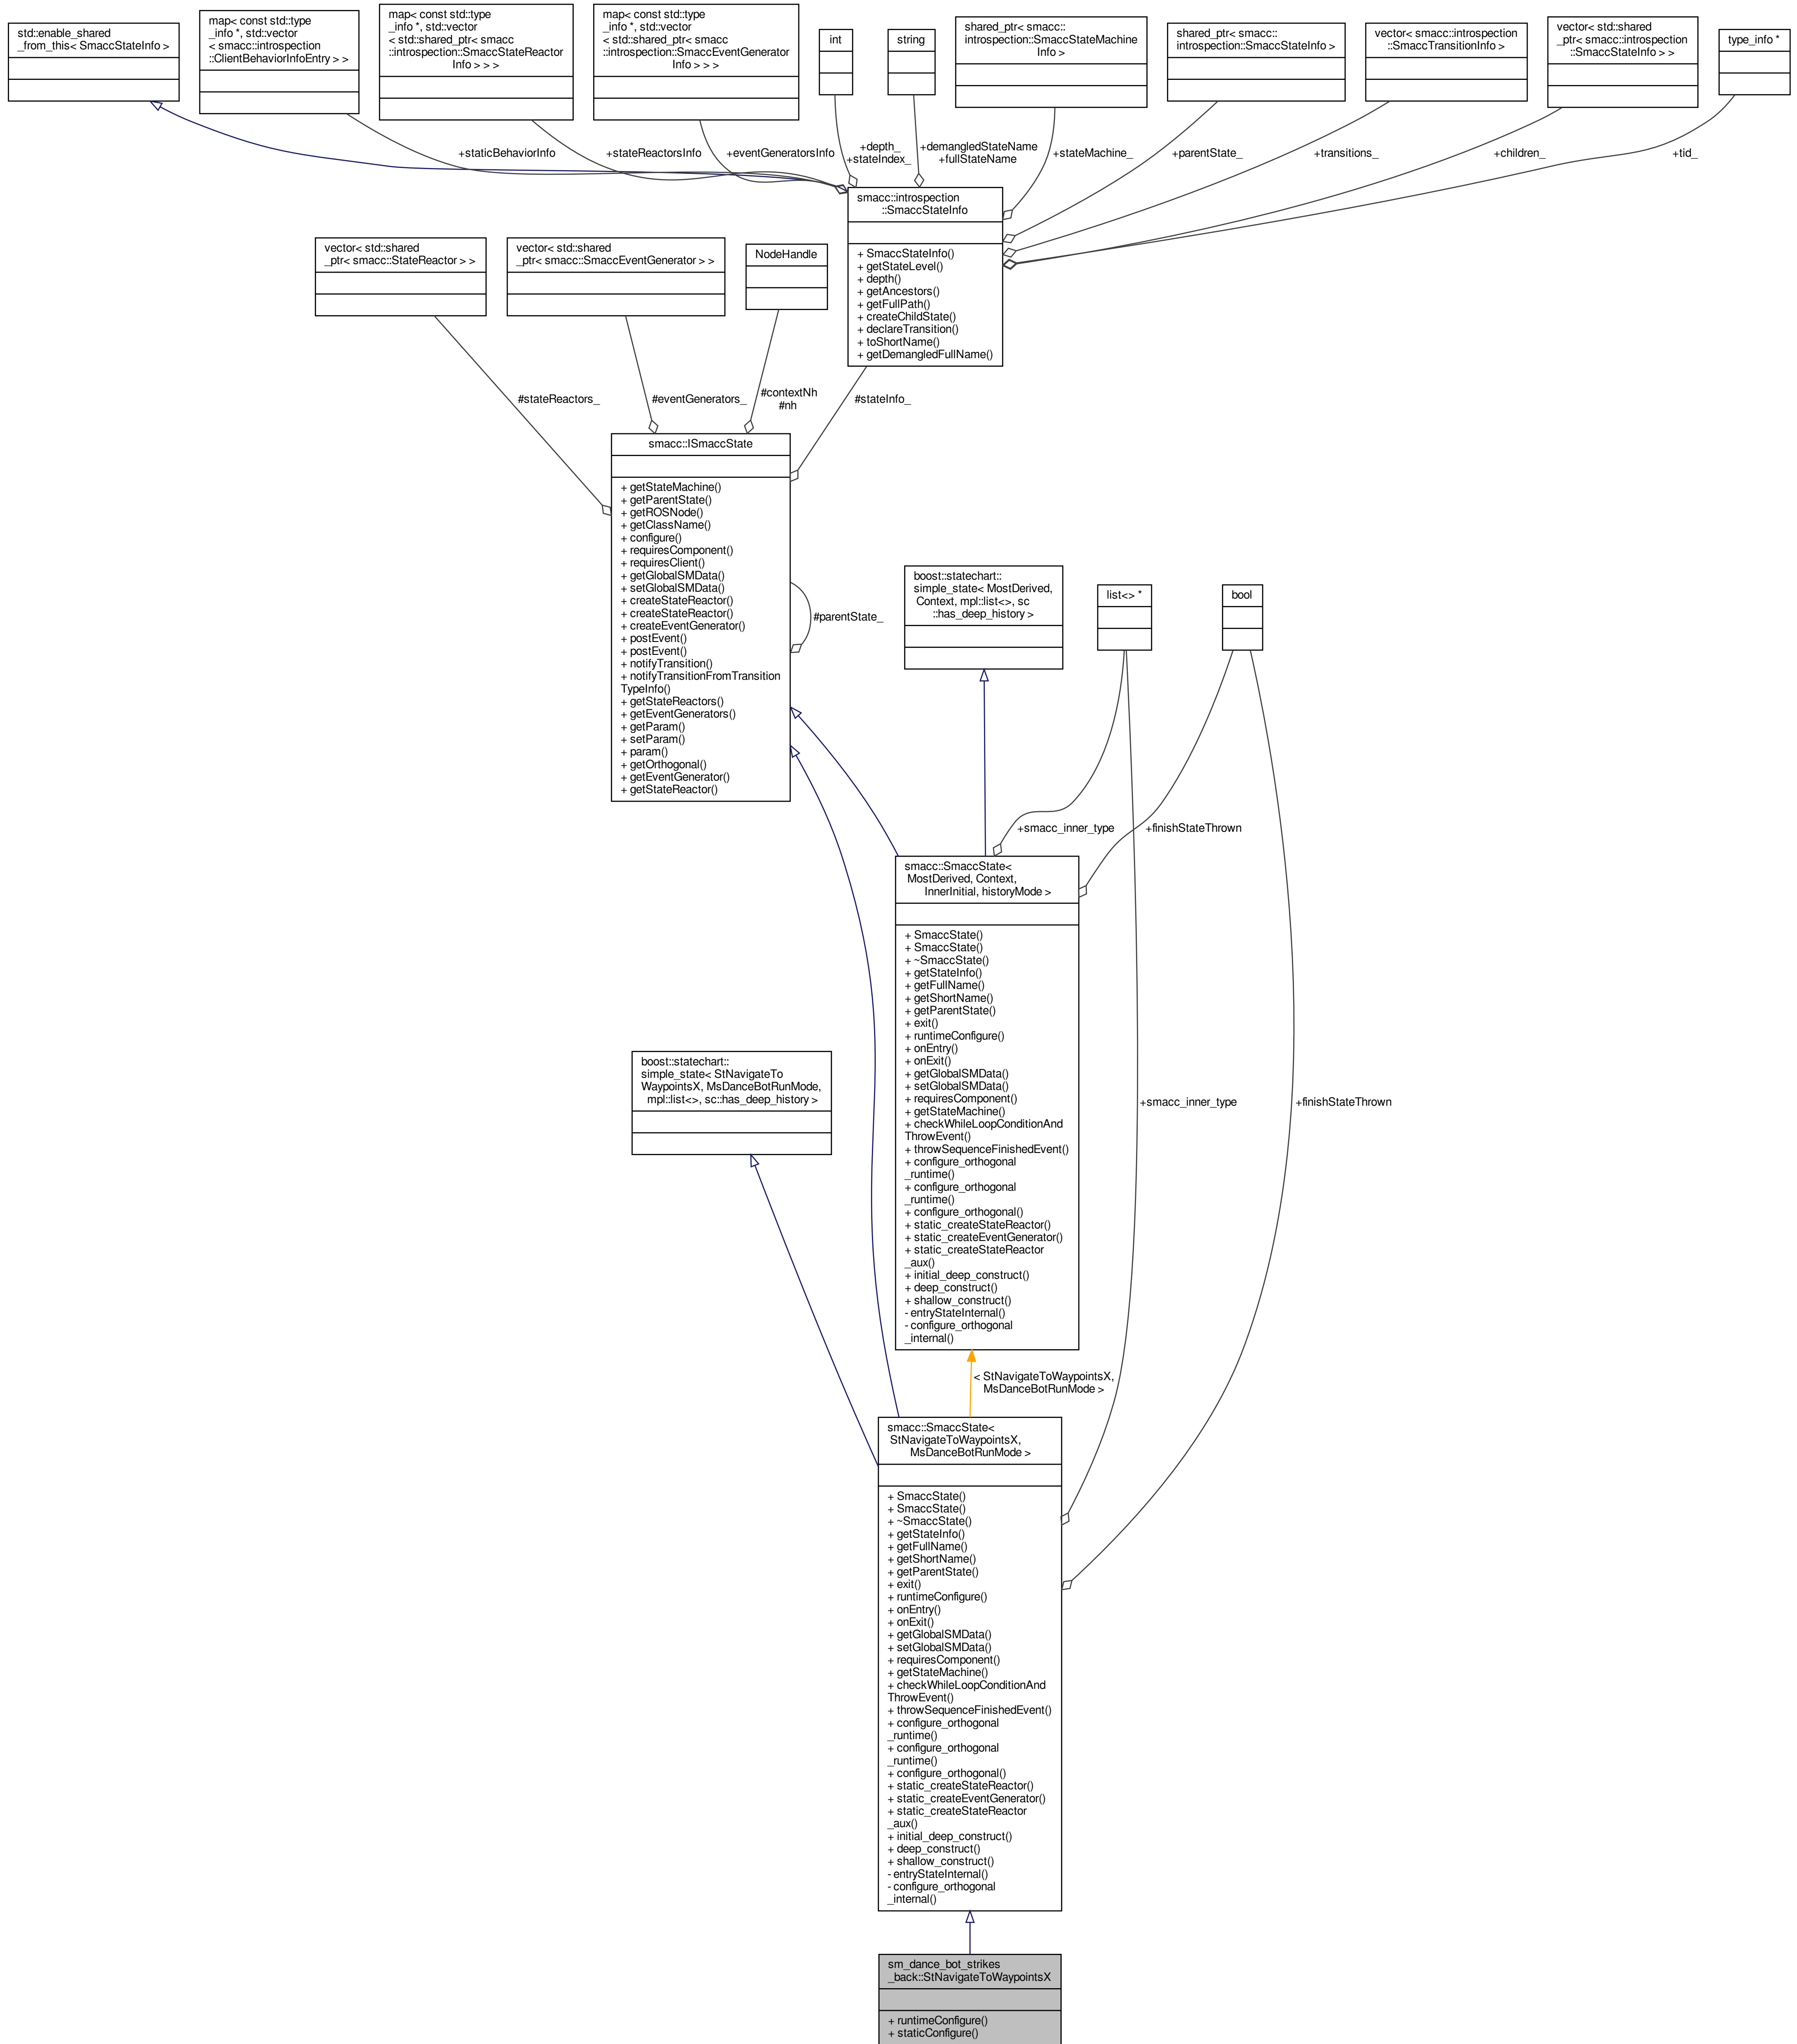 std::enable_shared
_from_this< SmaccStateInfo >
map< const std::type
_info *, std::vector
< smacc::introspection
::ClientBehaviorInfoEntry > >
map< const std::type
_info *, std::vector
< std::shared_ptr< smacc
::introspection::SmaccStateReactor
Info > > >
map< const std::type
_info *, std::vector
< std::shared_ptr< smacc
::introspection::SmaccEventGenerator
Info > > >
int
string
shared_ptr< smacc::
introspection::SmaccStateMachine
Info >
shared_ptr< smacc::
introspection::SmaccStateInfo >
vector< smacc::introspection
::SmaccTransitionInfo >
vector< std::shared
_ptr< smacc::introspection
::SmaccStateInfo > >
type_info *
+staticBehaviorInfo
+stateReactorsInfo
+eventGeneratorsInfo
+depth_
+stateIndex_
+demangledStateName
+fullStateName
+stateMachine_
+parentState_
+transitions_
+children_
+tid_
smacc::introspection
::SmaccStateInfo
+ SmaccStateInfo()
+ getStateLevel()
+ depth()
+ getAncestors()
+ getFullPath()
+ createChildState()
+ declareTransition()
+ toShortName()
+ getDemangledFullName()
vector< std::shared
_ptr< smacc::StateReactor > >
vector< std::shared
_ptr< smacc::SmaccEventGenerator > >
NodeHandle
#stateReactors_
#eventGenerators_
#contextNh
#nh
#stateInfo_
smacc::ISmaccState
+ getStateMachine()
+ getParentState()
+ getROSNode()
+ getClassName()
+ configure()
+ requiresComponent()
+ requiresClient()
+ getGlobalSMData()
+ setGlobalSMData()
+ createStateReactor()
+ createStateReactor()
+ createEventGenerator()
+ postEvent()
+ postEvent()
+ notifyTransition()
+ notifyTransitionFromTransition
TypeInfo()
+ getStateReactors()
+ getEventGenerators()
+ getParam()
+ setParam()
+ param()
+ getOrthogonal()
+ getEventGenerator()
+ getStateReactor()
#parentState_
boost::statechart::
simple_state< MostDerived,
Context, mpl::list<>, sc
::has_deep_history >
list<> *
bool
+smacc_inner_type
+finishStateThrown
smacc::SmaccState<
MostDerived, Context,
InnerInitial, historyMode >
+ SmaccState()
+ SmaccState()
+ ~SmaccState()
+ getStateInfo()
+ getFullName()
+ getShortName()
+ getParentState()
+ exit()
+ runtimeConfigure()
+ onEntry()
+ onExit()
+ getGlobalSMData()
+ setGlobalSMData()
+ requiresComponent()
+ getStateMachine()
+ checkWhileLoopConditionAnd
ThrowEvent()
+ throwSequenceFinishedEvent()
+ configure_orthogonal
_runtime()
+ configure_orthogonal
_runtime()
+ configure_orthogonal()
+ static_createStateReactor()
+ static_createEventGenerator()
+ static_createStateReactor
_aux()
+ initial_deep_construct()
+ deep_construct()
+ shallow_construct()
- entryStateInternal()
- configure_orthogonal
_internal()
boost::statechart::
simple_state< StNavigateTo
WaypointsX, MsDanceBotRunMode,
mpl::list<>, sc::has_deep_history >
+smacc_inner_type
+finishStateThrown
< StNavigateToWaypointsX,
MsDanceBotRunMode >
smacc::SmaccState<
StNavigateToWaypointsX,
MsDanceBotRunMode >
+ SmaccState()
+ SmaccState()
+ ~SmaccState()
+ getStateInfo()
+ getFullName()
+ getShortName()
+ getParentState()
+ exit()
+ runtimeConfigure()
+ onEntry()
+ onExit()
+ getGlobalSMData()
+ setGlobalSMData()
+ requiresComponent()
+ getStateMachine()
+ checkWhileLoopConditionAnd
ThrowEvent()
+ throwSequenceFinishedEvent()
+ configure_orthogonal
_runtime()
+ configure_orthogonal
_runtime()
+ configure_orthogonal()
+ static_createStateReactor()
+ static_createEventGenerator()
+ static_createStateReactor
_aux()
+ initial_deep_construct()
+ deep_construct()
+ shallow_construct()
- entryStateInternal()
- configure_orthogonal
_internal()
sm_dance_bot_strikes
_back::StNavigateToWaypointsX
+ runtimeConfigure()
+ staticConfigure()